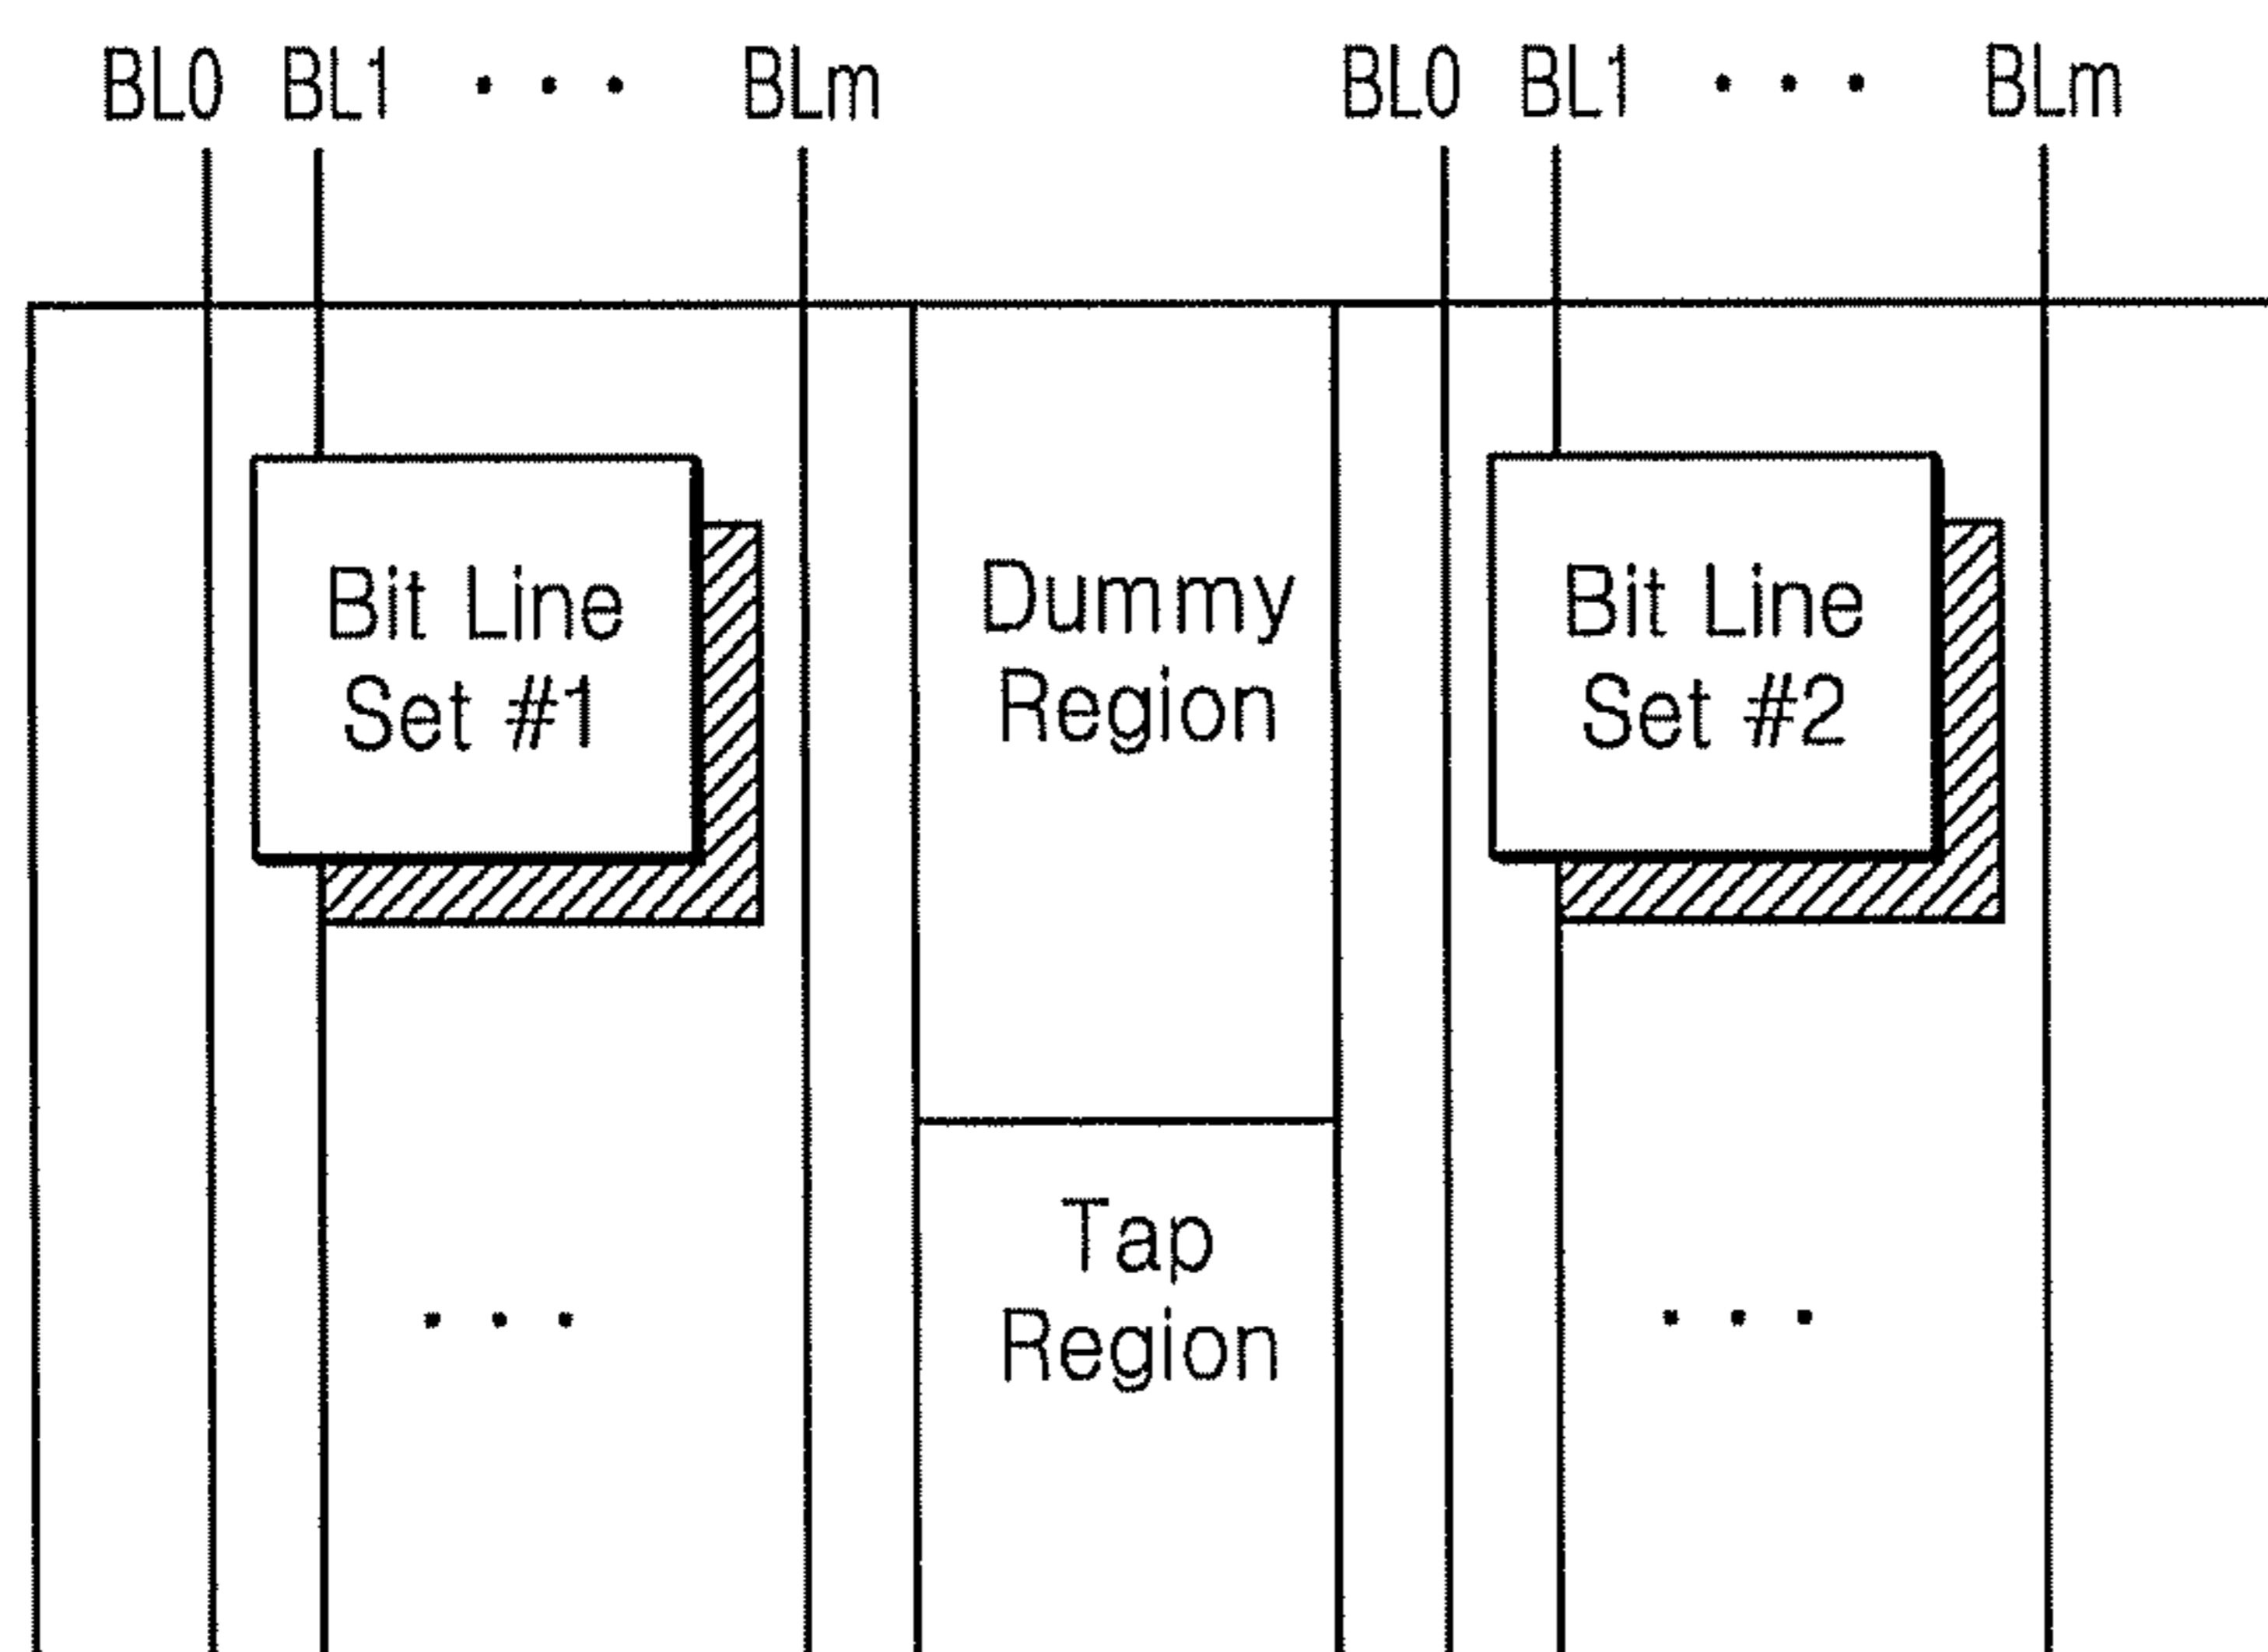 BL0 BL1 • • • BLm BL0 BL1 • • • BLm
Bit Line
Set #1
Dummy
Region
Bit Line
Set #2
Tap
Region
• • •
• • •